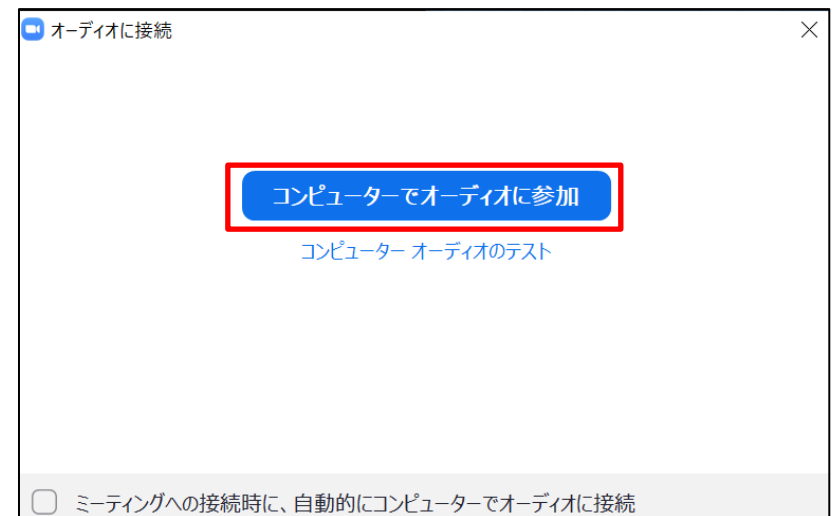 オーディオに接続
コンピューターでオーディオに参加
コンピューター オーディオのテスト
ミーティングへの接続時に、自動的にコンピューターでオーディオに接続